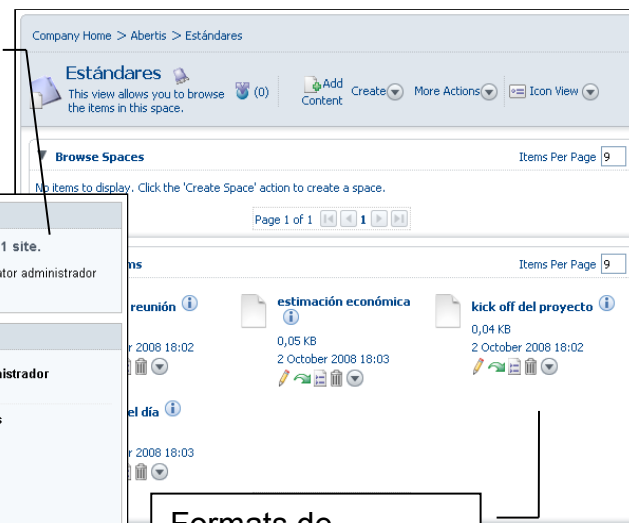 Company Home > Abertis > Estándares
Estándares
This view allows you to browse
the items in this space.
(0)
Add
Content
Create
More Actions
Icon View
Browse Spaces
Items Per Page 9
No items to display. Click the 'Create Space' action to create a space.
Page 1 of 1 1
1 site.
administrador
Items Per Page 9
reunión
2008 18:02
estimación económica
0,05 KB
2 October 2008 18:03
kick off del proyecto
0,04 KB
2 October 2008 18:02
el día
2008 18:03
Formats de